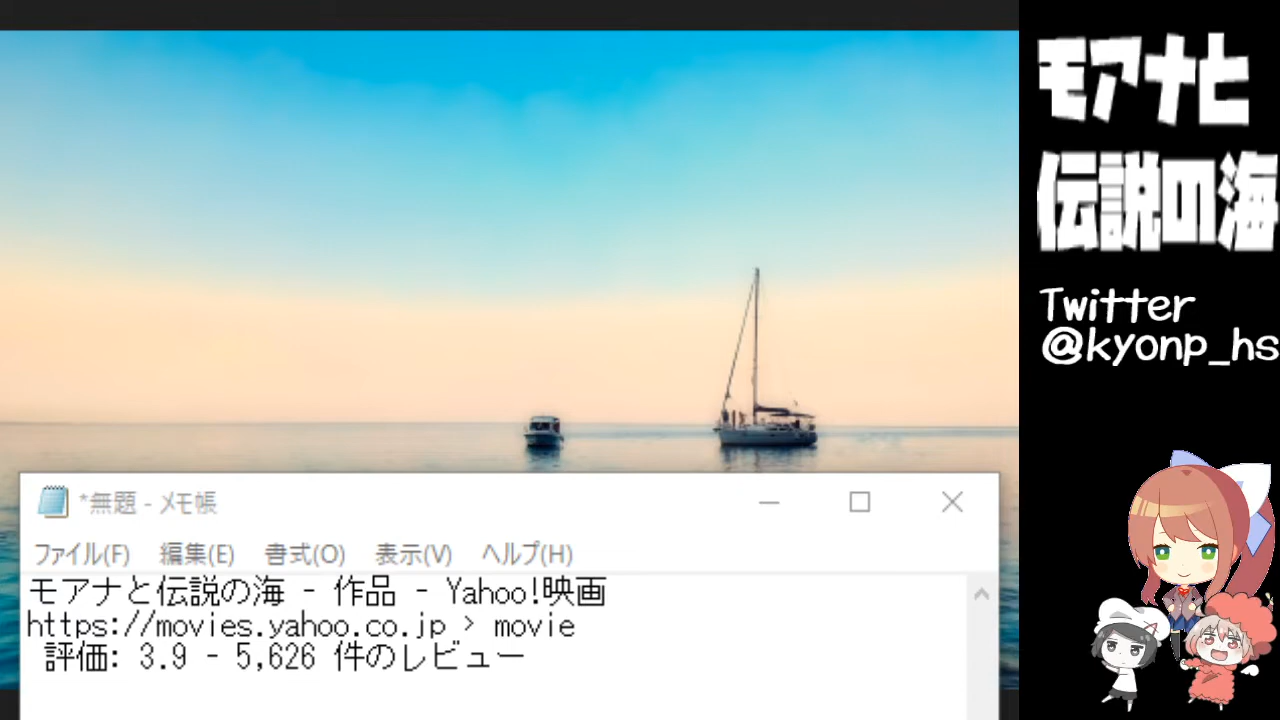 モアナと
伝説の海
Twitter
@kyonp_hs
*無題 - メモ帳
ファイル(F) 編集(E) 書式(O) 表示(V) ヘルプ(H)
モアナと伝説の海 - 作品 - Yahoo!映画
https://movies.yahoo.co.jp > movie
評価: 3.9 - 5,626 件のレビュー